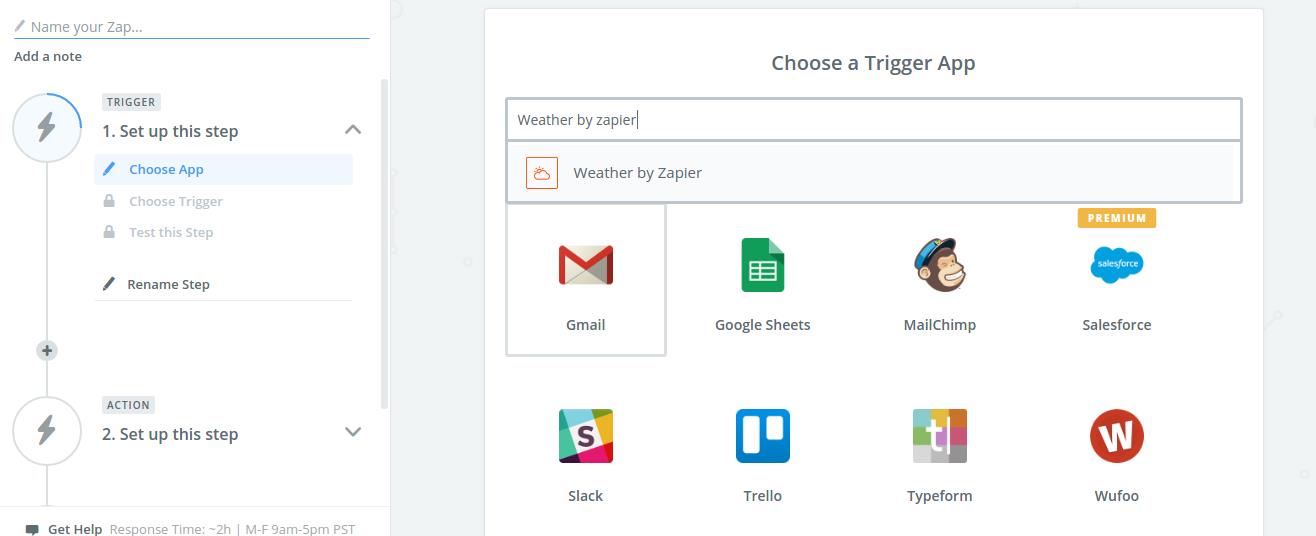 Name your Zap...
Add a note
TRIGGER
1. Set up this step
Choose App
Choose Trigger
Test this Step
Rename Step
ACTION
2. Set up this step
Get Help Response Time: ~2h | M-F 9am-5pm PST
Choose a Trigger App
Weather by zapier
Weather by Zapier
PREMIUM
salesforce
Gmail
Google Sheets
MailChimp
Salesforce
S
t
W
Slack
Trello
Typeform
Wufoo